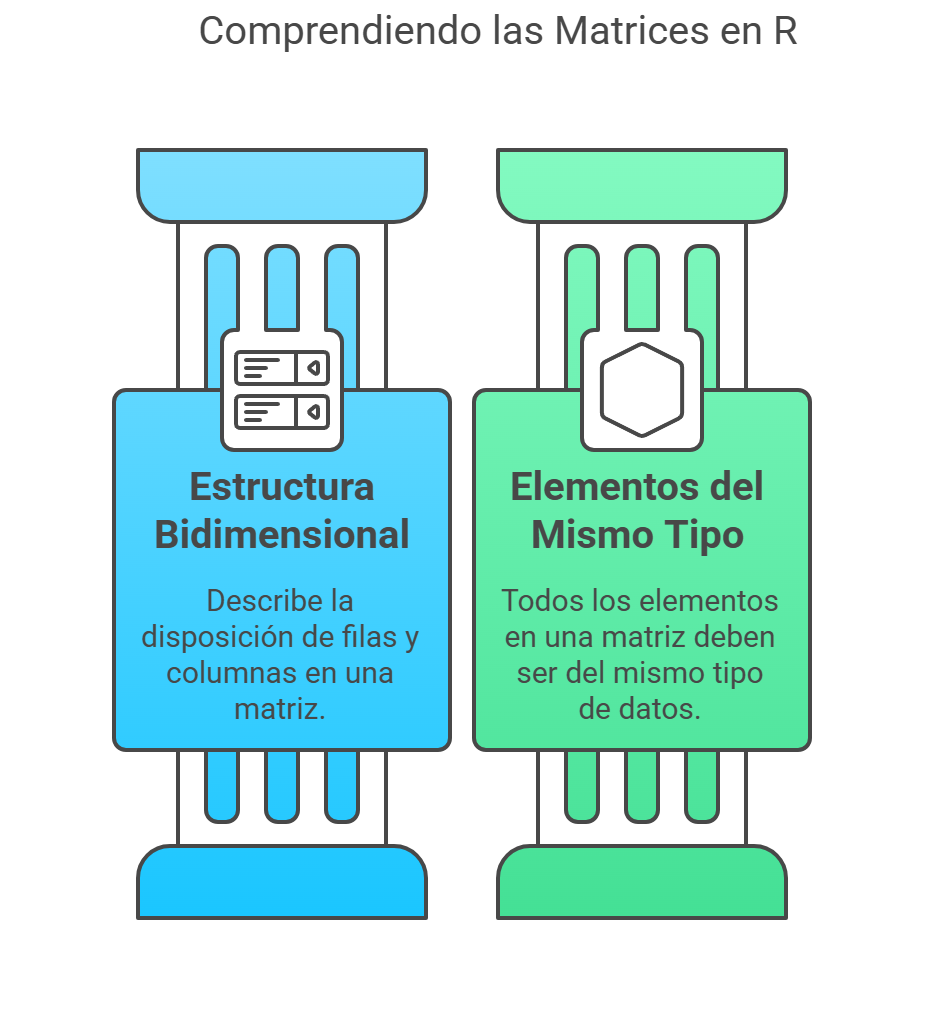 Comprendiendo las Matrices en R
Estructura
Bidimensional
Describe la
disposición de filas y
columnas en una
matriz.
Elementos del
Mismo Tipo
Todos los elementos
en una matriz deben
ser del mismo tipo
de datos.